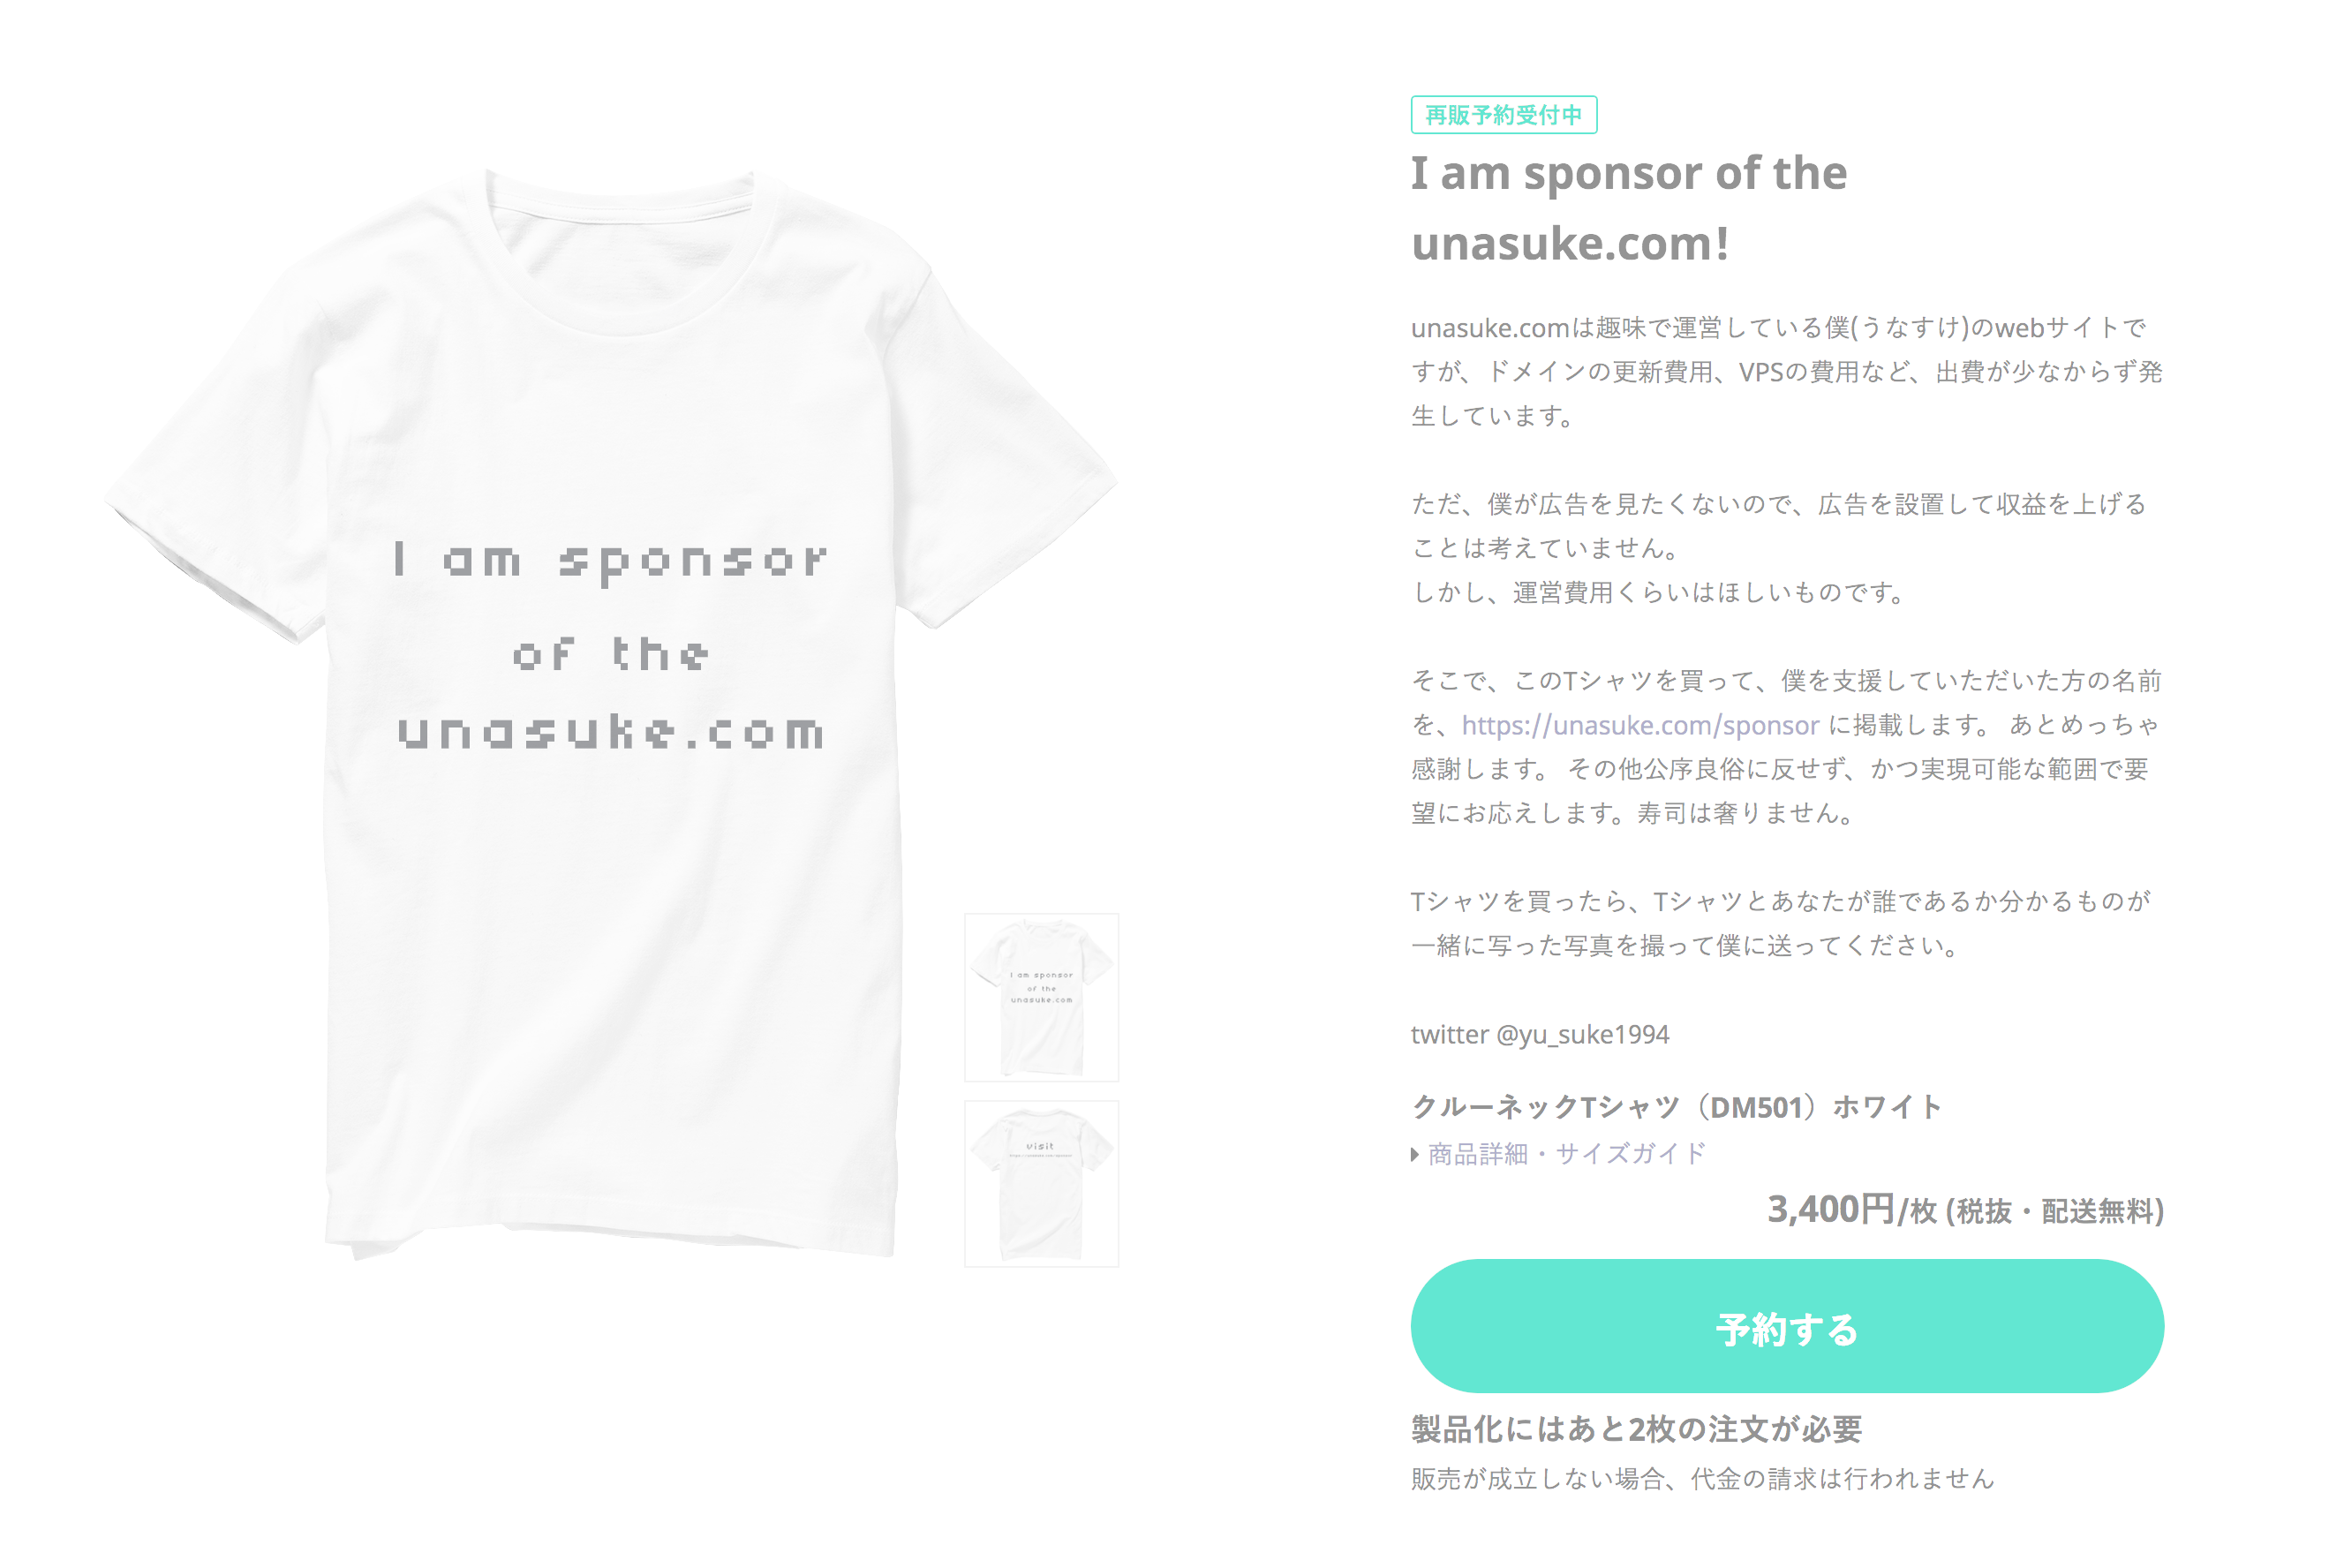 I am sponsor
of the
unasuke.com
I am sponsor
of the
unasuke.com
visit
再販予約受付中
I am sponsor of the
unasuke.com!
unasuke.comは趣味で運営している僕(うなすけ)のwebサイトで
すが、ドメインの更新費用、VPSの費用など、出費が少なからず発
生しています。
ただ、僕が広告を見たくないので、広告を設置して収益を上げる
ことは考えていません。
しかし、運営費用くらいはほしいものです。
そこで、このTシャツを買って、僕を支援していただいた方の名前
を、https://unasuke.com/sponsor に掲載します。 あとめっちゃ
感謝します。 その他公序良俗に反せず、かつ実現可能な範囲で要
望にお応えします。寿司は奢りません。
Tシャツを買ったら、Tシャツとあなたが誰であるか分かるものが
一緒に写った写真を撮って僕に送ってください。
twitter @yu_suke1994
クルーネックTシャツ（DM501）ホワイト
商品詳細・サイズガイド
3,400円/枚 (税抜・配送無料)
予約する
製品化にはあと2枚の注文が必要
販売が成立しない場合、代金の請求は行われません